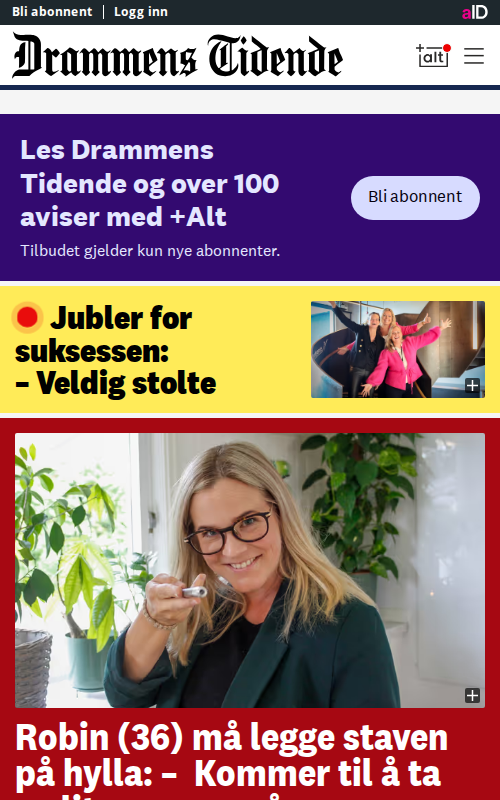 Bli abonnent | Logg inn
aID
Drammens Tidende
+alt
Les Drammens
Tidende og over 100
aviser med +Alt
Bli abonnent
Tilbudet gjelder kun nye abonnenter.
Jubler for
suksessen:
– Veldig stolte
Robin (36) må legge staven
på hylla: – Kommer til å ta